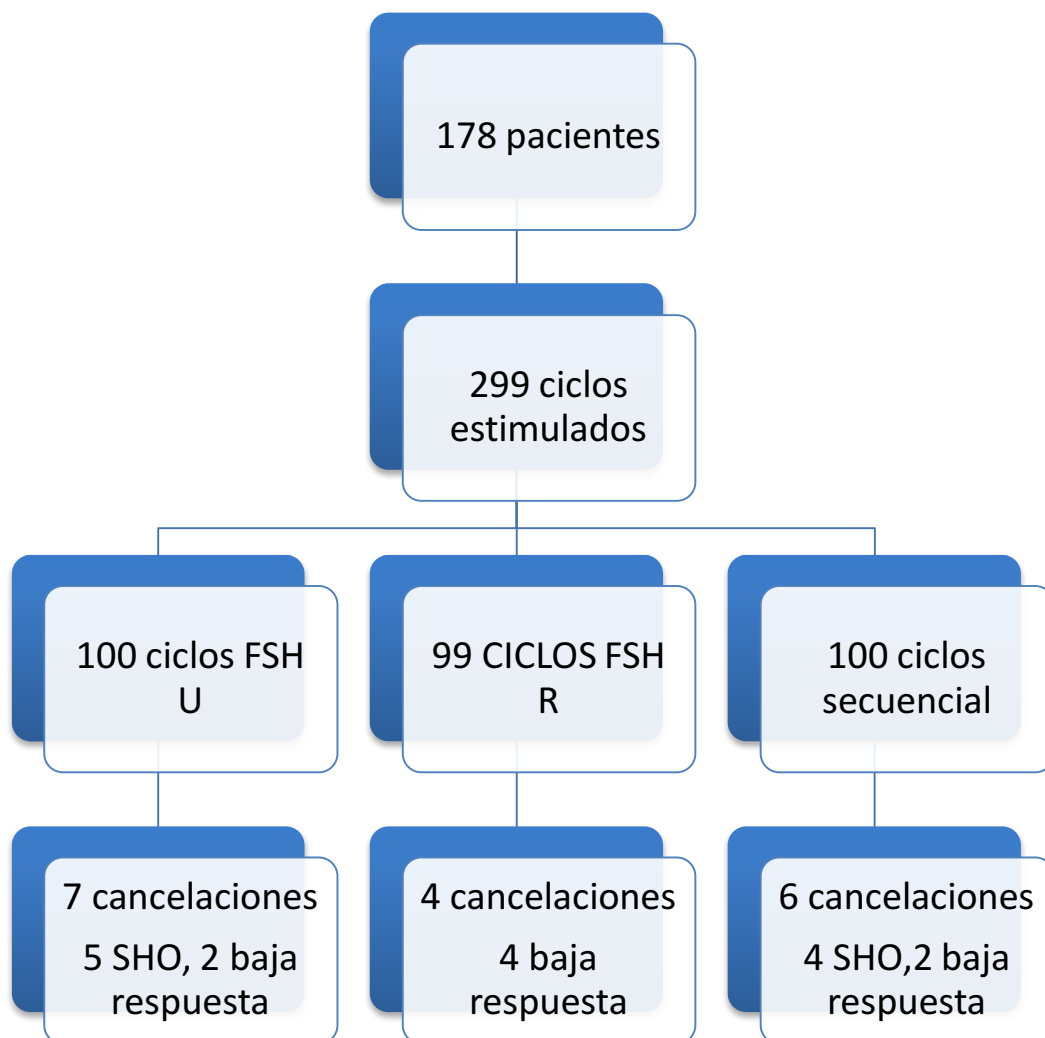 178 pacientes
299 ciclos
estimulados
100 ciclos FSH
U
99 CICLOS FSH
R
100 ciclos
secuencial
7 cancelaciones
5 SHO, 2 baja
respuesta
4 cancelaciones
4 baja
respuesta
6 cancelaciones
4 SHO,2 baja
respuesta